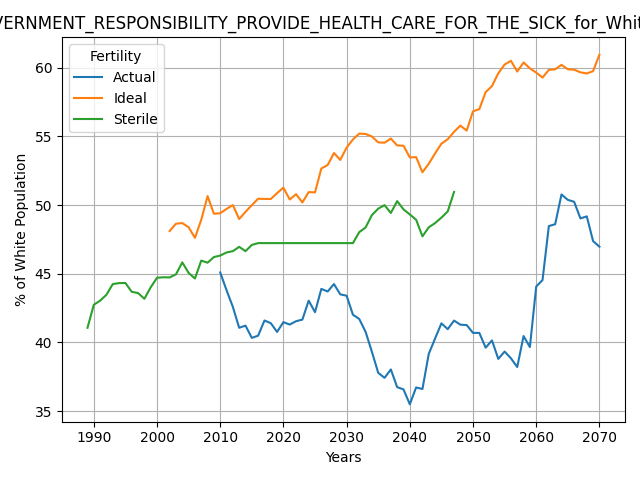 VERNMENT_RESPONSIBILITY_PROVIDE_HEALTH_CARE_FOR_THE_SICK_for_Whit
Fertility
Actual
Ideal
Sterile
% of White Population
60
55
50
45
40
35
1990 2000 2010 2020 2030 2040 2050 2060 2070
Years